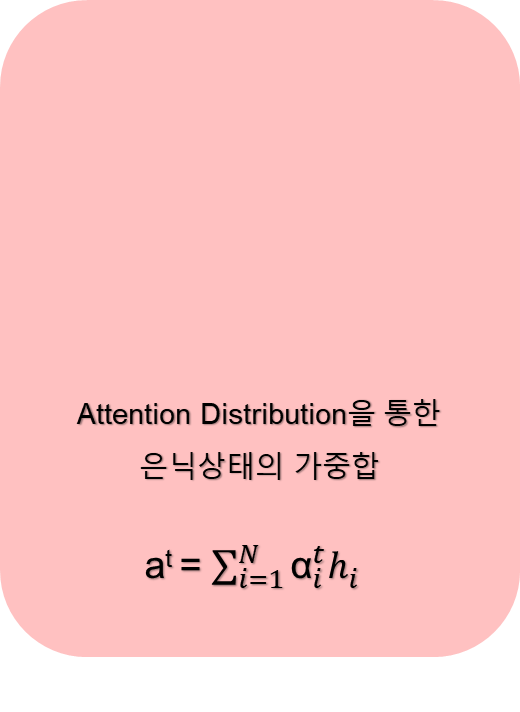 Attention Distribution을 통한
은닉상태의 가중합
aᵗ = ∑ᵢ₌₁ᴺ αᵢᵗ hᵢ